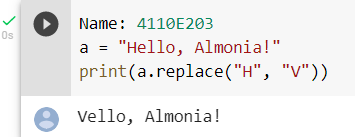 Name: 4110E203
0s
a = "Hello, Almonia!"
print(a.replace("H", "V"))
Vello, Almonia!